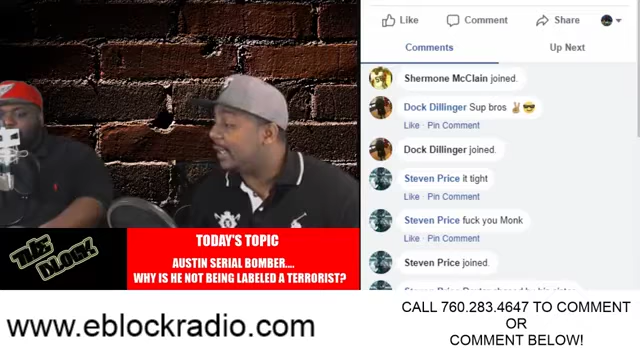 Like Comment Share
Comments Up Next
Shermone McClain joined.
Dock Dillinger Sup bros ✌😎
Like · Pin Comment
Dock Dillinger joined.
Steven Price it tight
Like · Pin Comment
Steven Price fuck you Monk
Like · Pin Comment
Steven Price joined.
THE BLOCK
TODAY'S TOPIC
AUSTIN SERIAL BOMBER....
WHY IS HE NOT BEING LABELED A TERRORIST?
www.eblockradio.com
CALL 760.283.4647 TO COMMENT
OR
COMMENT BELOW!